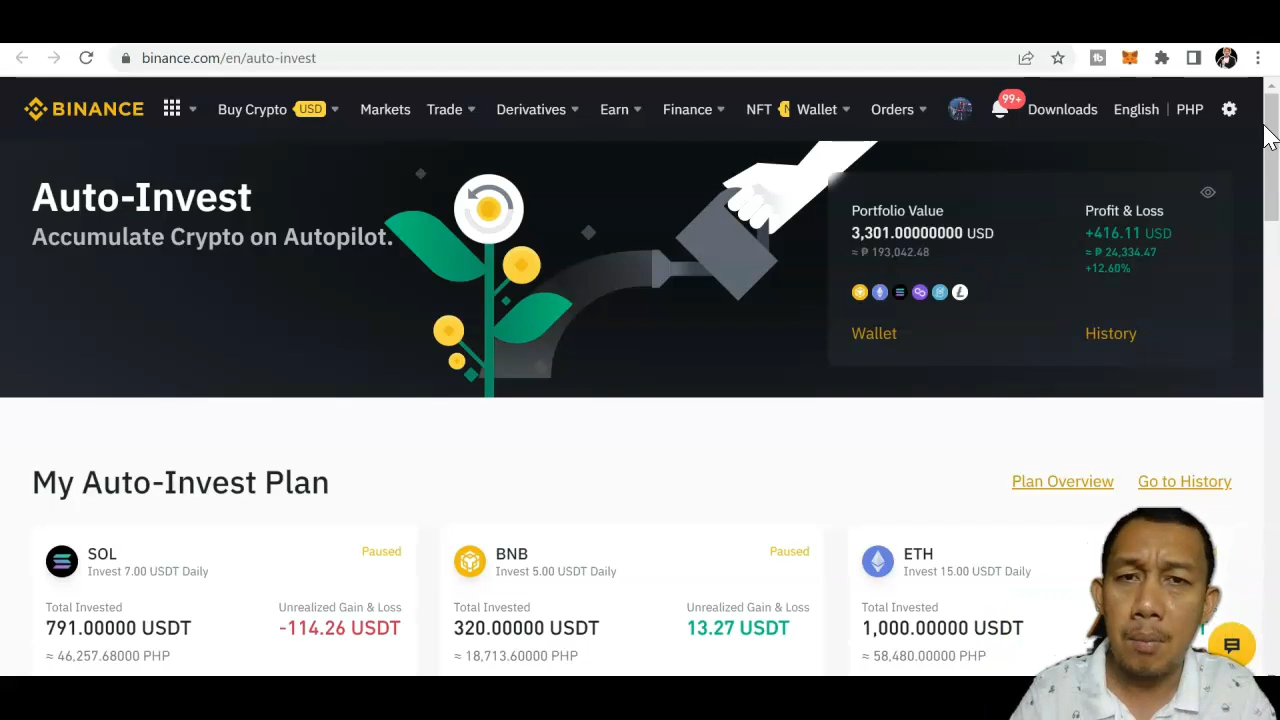 binance.com/en/auto-invest
BINANCE Buy Crypto USD Markets Trade Derivatives Earn Finance NFT Wallet Orders 99+ Downloads English | PHP
Auto-Invest
Accumulate Crypto on Autopilot.
Portfolio Value Profit & Loss
3,301.00000000 USD +416.11 USD
≈ ₱ 193,042.48 ≈ ₱ 24,334.47
+12.60%
Wallet History
My Auto-Invest Plan Plan Overview Go to History
SOL Paused BNB Paused ETH
Invest 7.00 USDT Daily Invest 5.00 USDT Daily Invest 15.00 USDT Daily
Total Invested Unrealized Gain & Loss Total Invested Unrealized Gain & Loss Total Invested
791.00000 USDT -114.26 USDT 320.00000 USDT 13.27 USDT 1,000.00000 USDT
≈ 46,257.68000 PHP ≈ 18,713.60000 PHP ≈ 58,480.00000 PHP